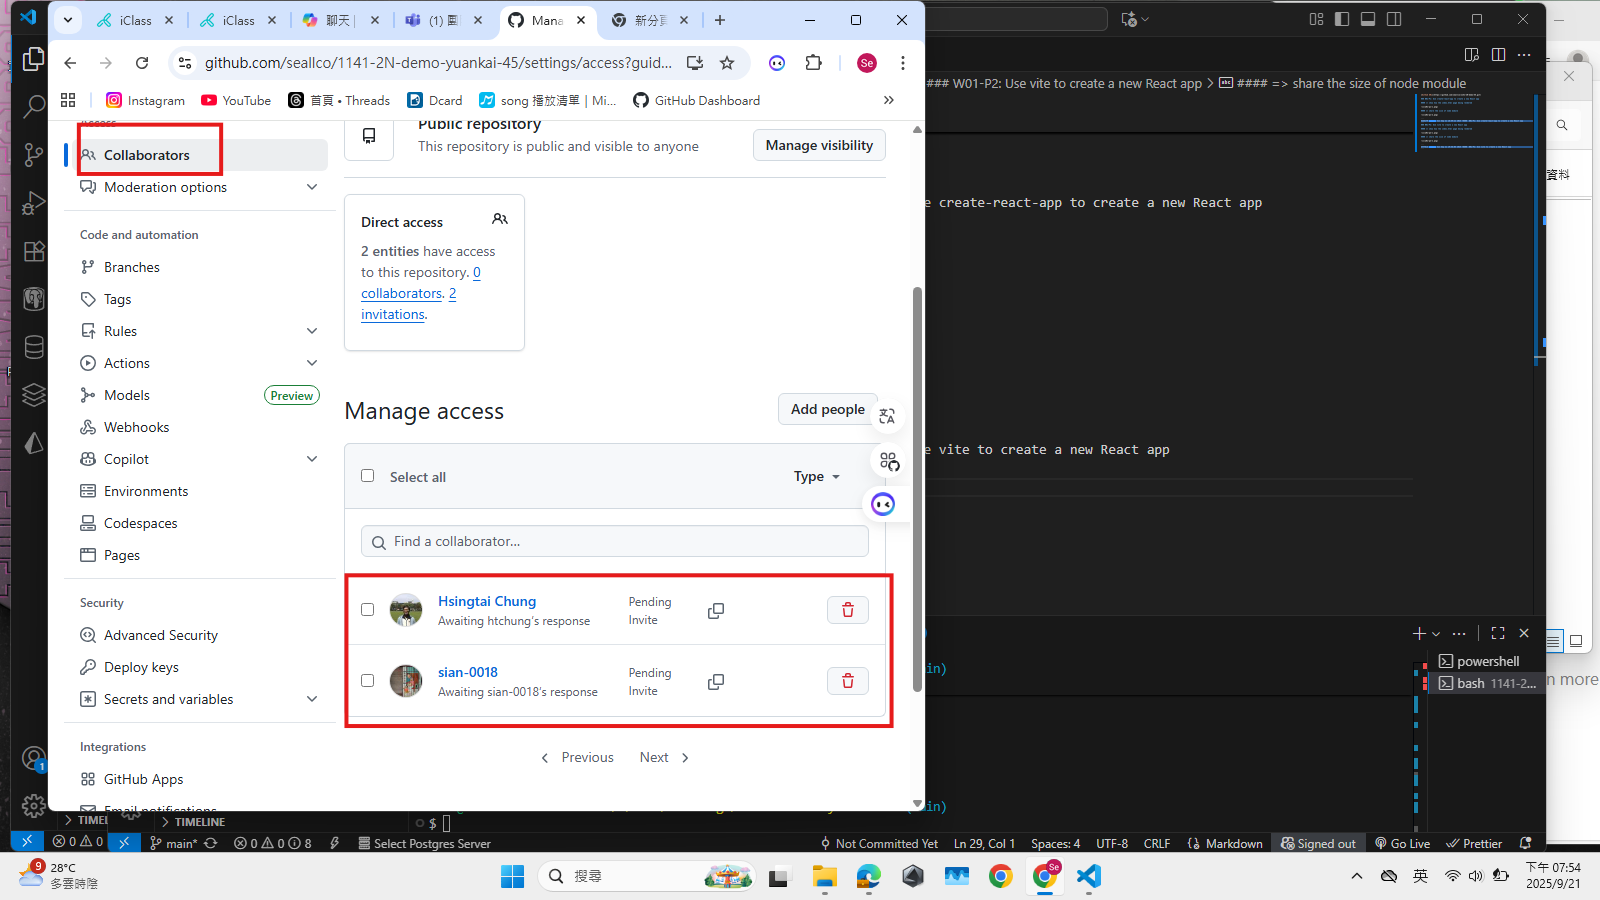 iClass
iClass
聊天
(1)
Mana
新分頁
github.com/seallco/1141-2N-demo-yuankai-45/settings/access?guid...
Se
Instagram
YouTube
首頁 • Threads
Dcard
song 播放清單 | Mi...
GitHub Dashboard
Collaborators
Moderation options
Code and automation
Branches
Tags
Rules
Actions
Models
Preview
Webhooks
Copilot
Environments
Codespaces
Pages
Security
Advanced Security
Deploy keys
Secrets and variables
Integrations
GitHub Apps
Email notifications
Public repository
This repository is public and visible to anyone
Manage visibility
Direct access
2 entities have access
to this repository. 0
collaborators. 2
invitations.
Manage access
Add people
Select all
Type
Find a collaborator...
Hsingtai Chung
Awaiting htchung's response
Pending
Invite
sian-0018
Awaiting sian-0018's response
Pending
Invite
Previous
Next
### W01-P2: Use vite to create a new React app
#### => share the size of node module
e create-react-app to create a new React app
e vite to create a new React app
in)
in)
$
powershell
bash 1141-2...
資料
n more
TIMEL
TIMELINE
1
0 0
main*
0 0 8
Select Postgres Server
Not Committed Yet
Ln 29, Col 1
Spaces: 4
UTF-8
CRLF
Markdown
Signed out
Go Live
Prettier
9
28°C
多雲時陰
搜尋
Se
英
下午 07:54
2025/9/21